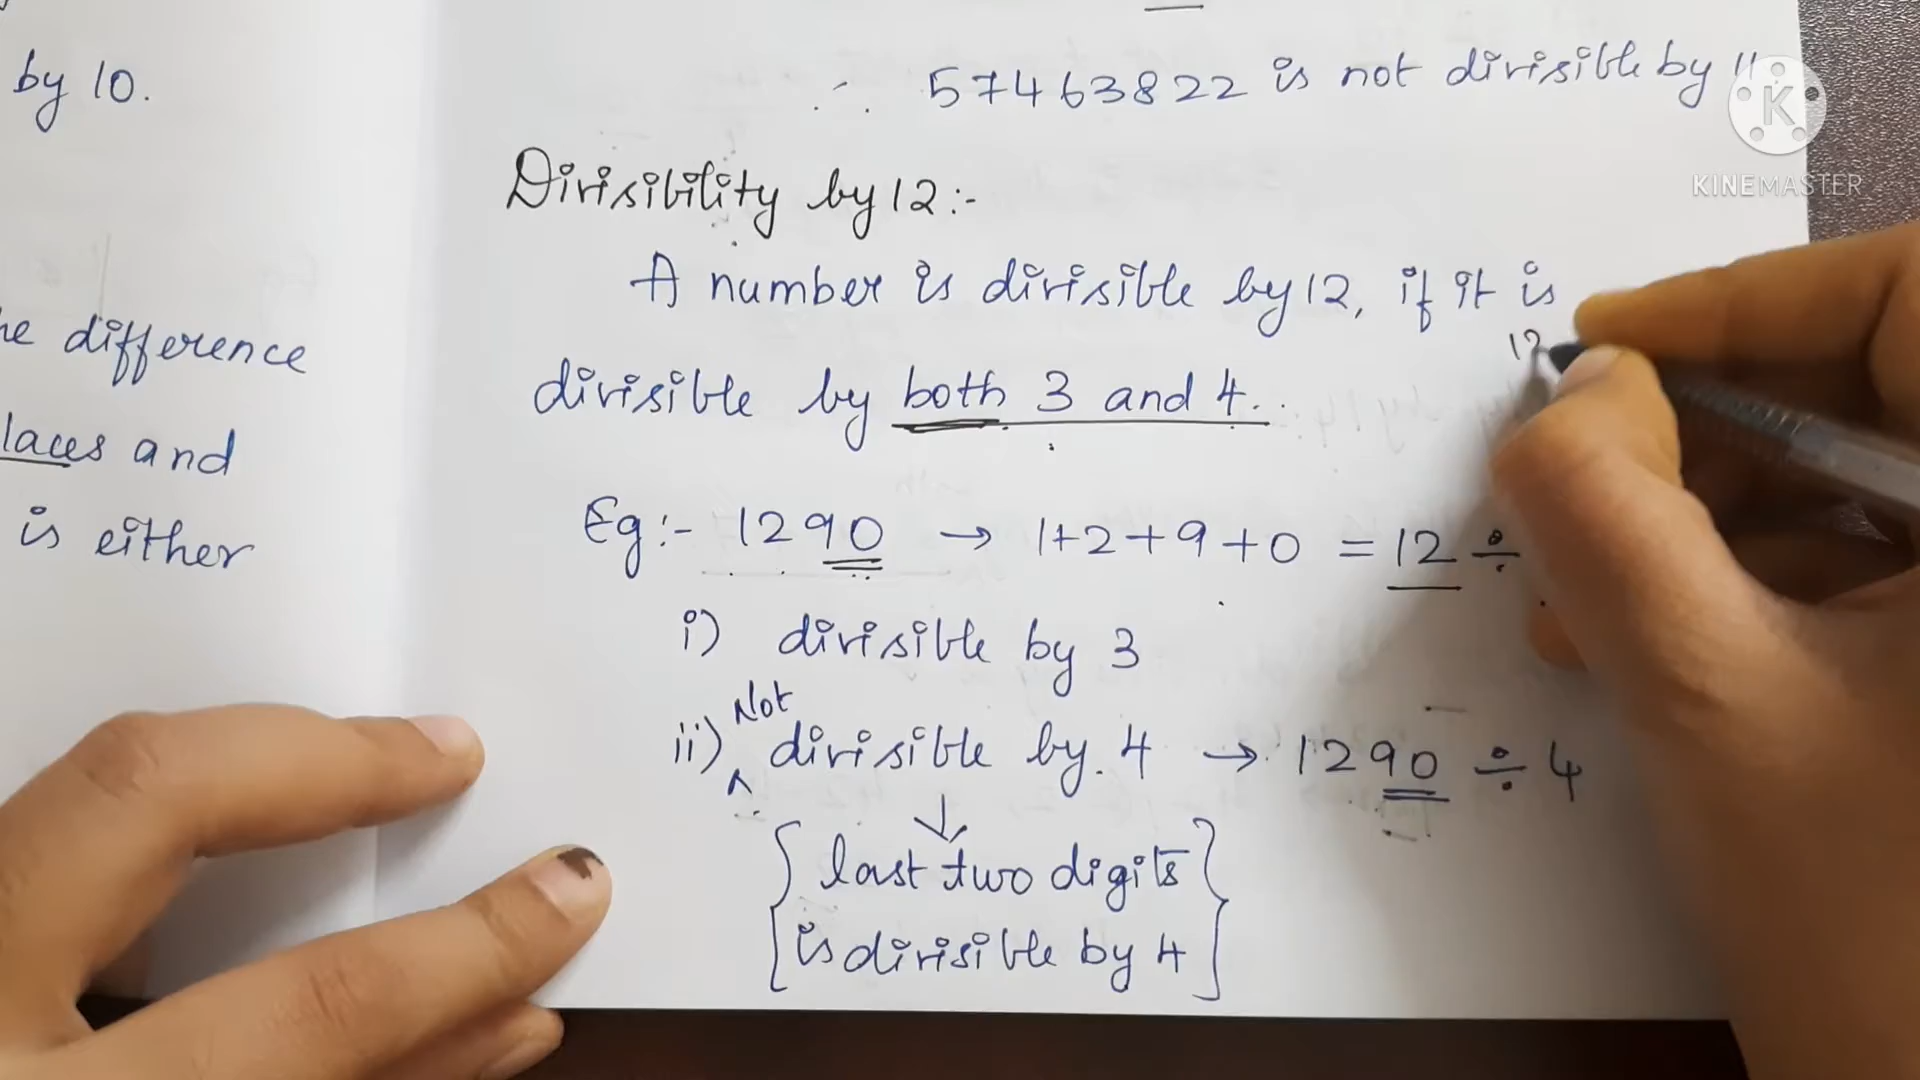 by 10.
he difference
laces and
is either
∴ 57463822 is not divisible by 11.
Divisibility by 12:-
A number is divisible by 12, if it is
12
divisible by both 3 and 4.
Eg:- 1290 → 1+2+9+0 = 12 ÷
i) divisible by 3
Not
ii) ^ divisible by 4 → 1290 ÷ 4
↓
{ last two digits
is divisible by 4 }
K
KINEMASTER